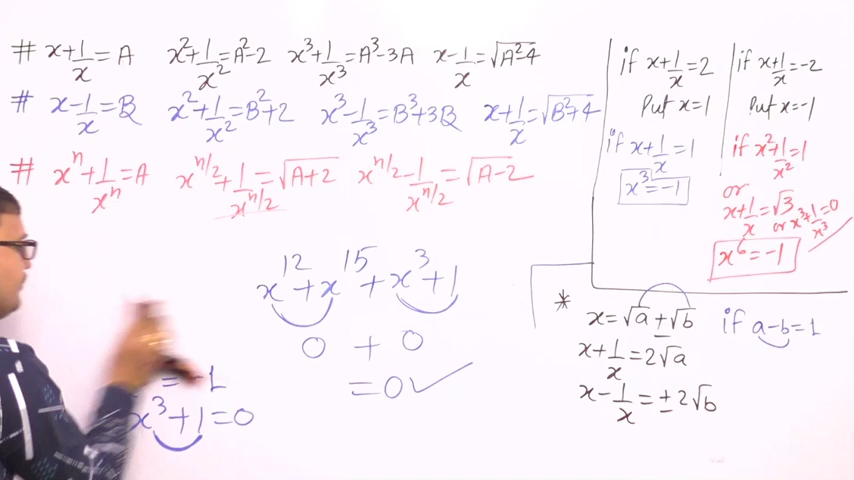 # x+1/x=A x²+1/x²=A²-2 x³+1/x³=A³-3A x-1/x=√A²-4
# x-1/x=B x²+1/x²=B²+2 x³-1/x³=B³+3B x+1/x=√B²+4
# xⁿ+1/xⁿ=A x^n/2+1/x^n/2=√A+2 x^n/2-1/x^n/2=√A-2
if x+1/x=2
Put x=1
if x+1/x=1
x³=-1
if x+1/x=-2
Put x=-1
if x²+1/x²=1
or
x+1/x=√3 or x³+1/x³=0
x⁶=-1
x¹²+x¹⁵+x³+1
0+0
=0✓
=-1
x³+1=0
* x=√a+√b if a-b=1
x+1/x=2√a
x-1/x=±2√b